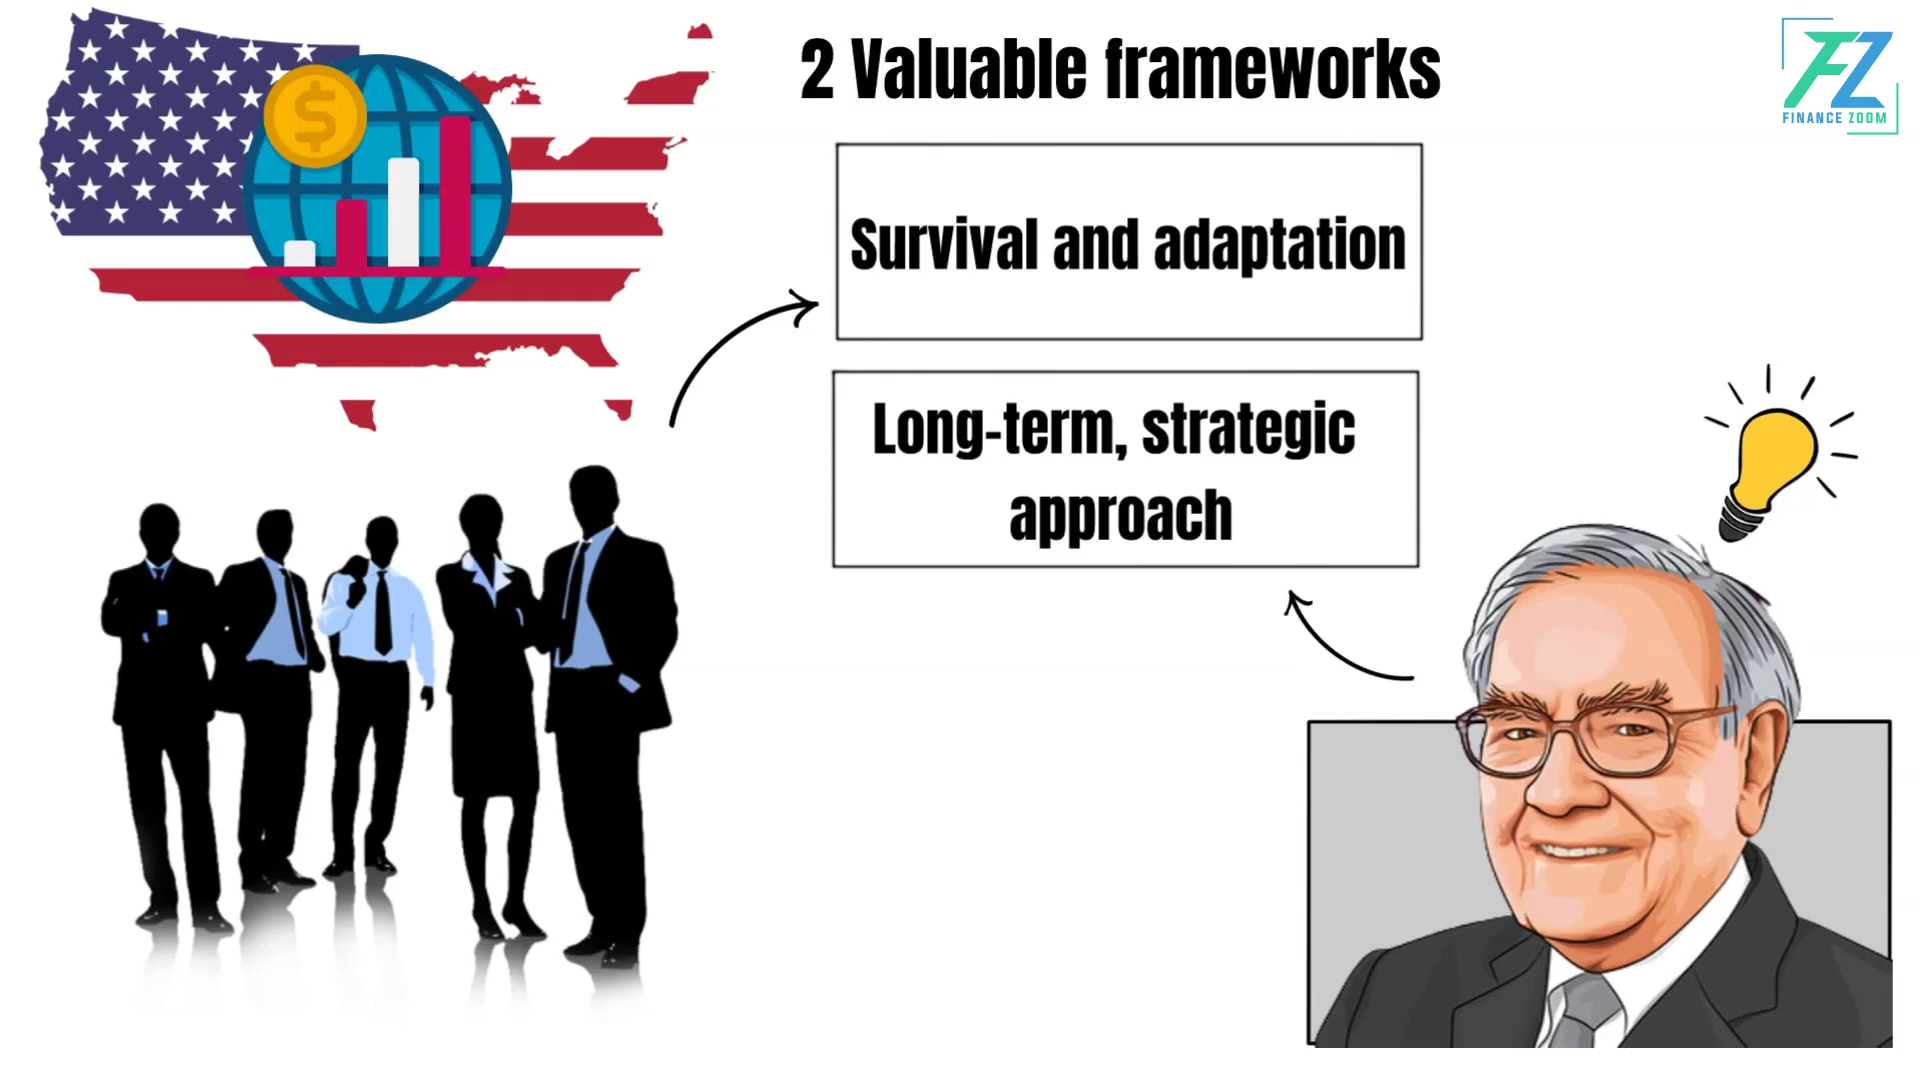 2 Valuable frameworks
FZ
FINANCE ZOOM
$
Survival and adaptation
Long-term, strategic
approach